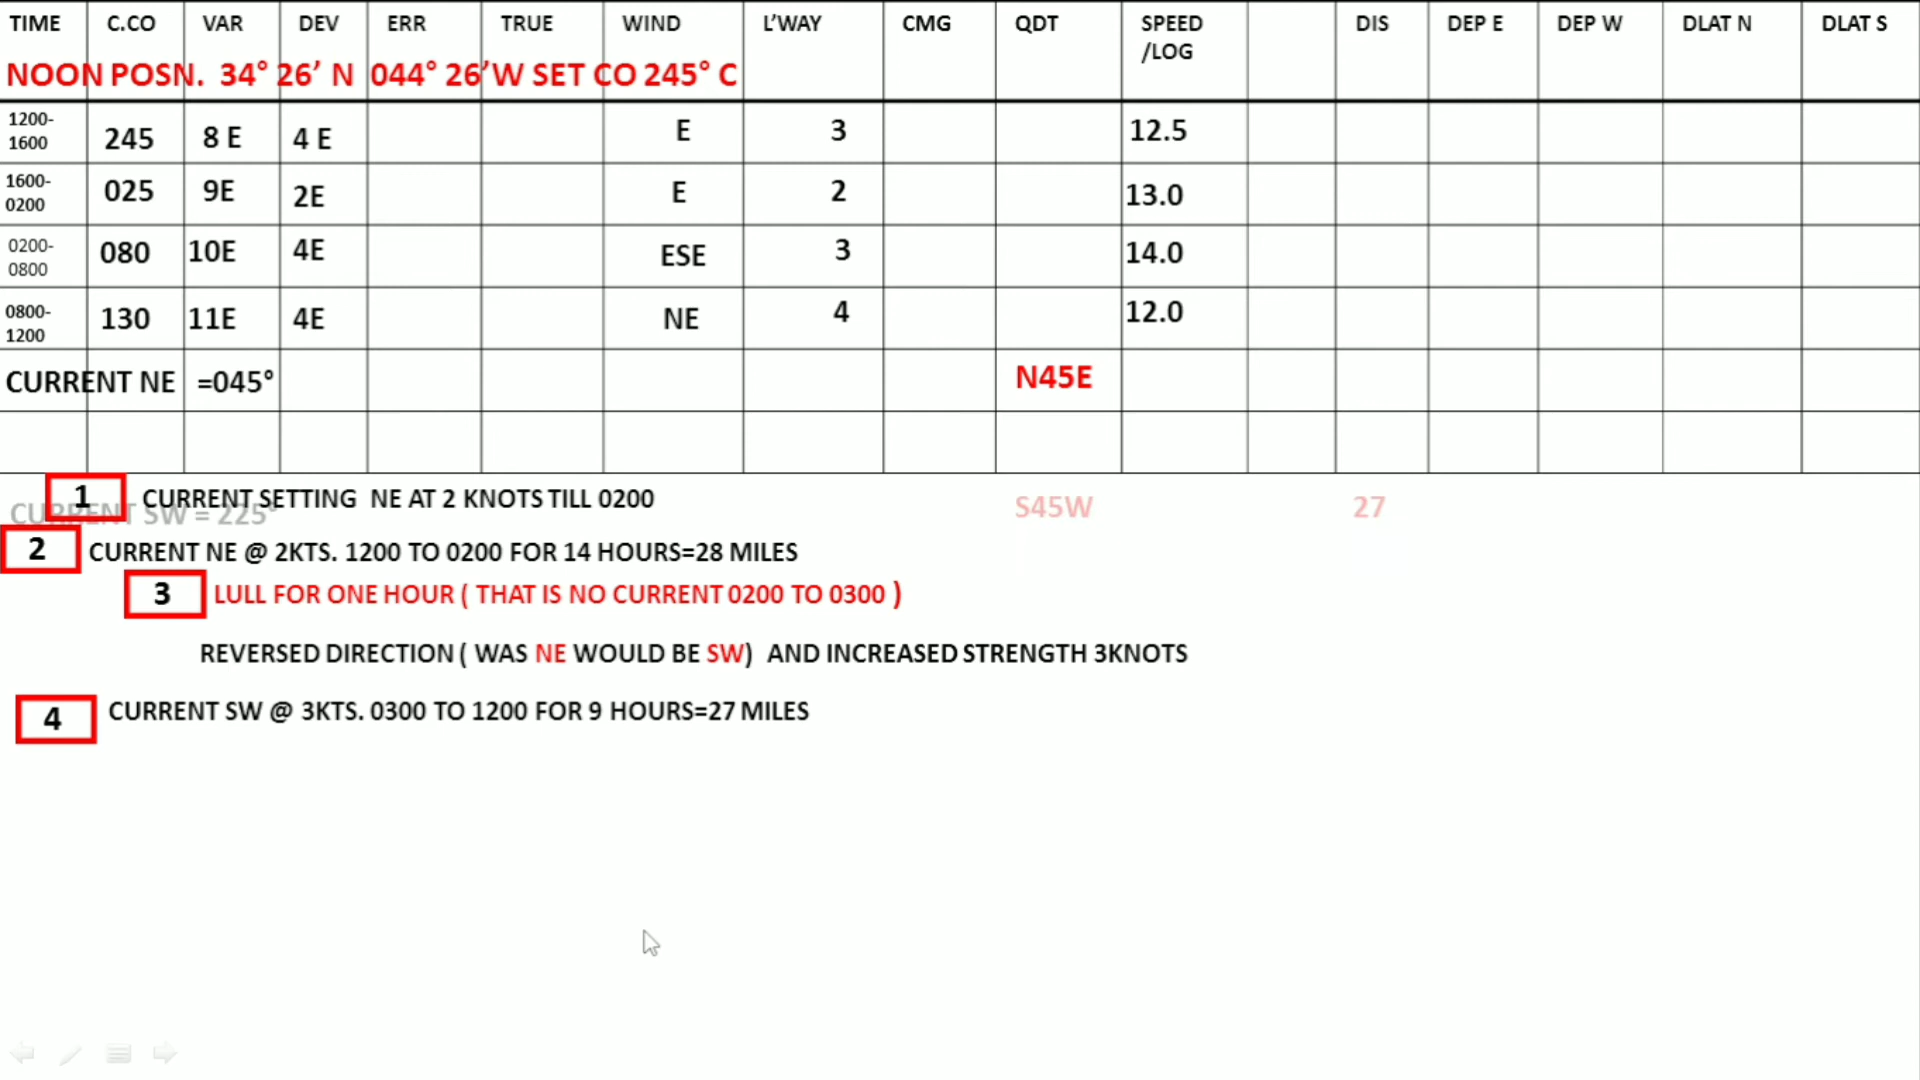 TIME C.CO VAR DEV ERR TRUE WIND L'WAY CMG QDT SPEED /LOG DIS DEP E DEP W DLAT N DLAT S
NOON POSN. 34° 26' N 044° 26'W SET CO 245° C
1200-1600 245 8 E 4 E E 3 12.5
1600-0200 025 9E 2E E 2 13.0
0200-0800 080 10E 4E ESE 3 14.0
0800-1200 130 11E 4E NE 4 12.0
CURRENT NE =045° N45E
1 CURRENT SETTING NE AT 2 KNOTS TILL 0200
CURRENT SW = 225° S45W 27
2 CURRENT NE @ 2KTS. 1200 TO 0200 FOR 14 HOURS=28 MILES
3 LULL FOR ONE HOUR ( THAT IS NO CURRENT 0200 TO 0300 )
REVERSED DIRECTION ( WAS NE WOULD BE SW) AND INCREASED STRENGTH 3KNOTS
4 CURRENT SW @ 3KTS. 0300 TO 1200 FOR 9 HOURS=27 MILES